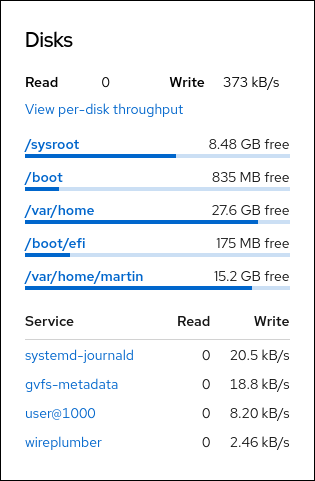 Disks
Read 0 Write 373 kB/s
View per-disk throughput
/sysroot 8.48 GB free
/boot 835 MB free
/var/home 27.6 GB free
/boot/efi 175 MB free
/var/home/martin 15.2 GB free
Service Read Write
systemd-journald 0 20.5 kB/s
gvfs-metadata 0 18.8 kB/s
user@1000 0 8.20 kB/s
wireplumber 0 2.46 kB/s